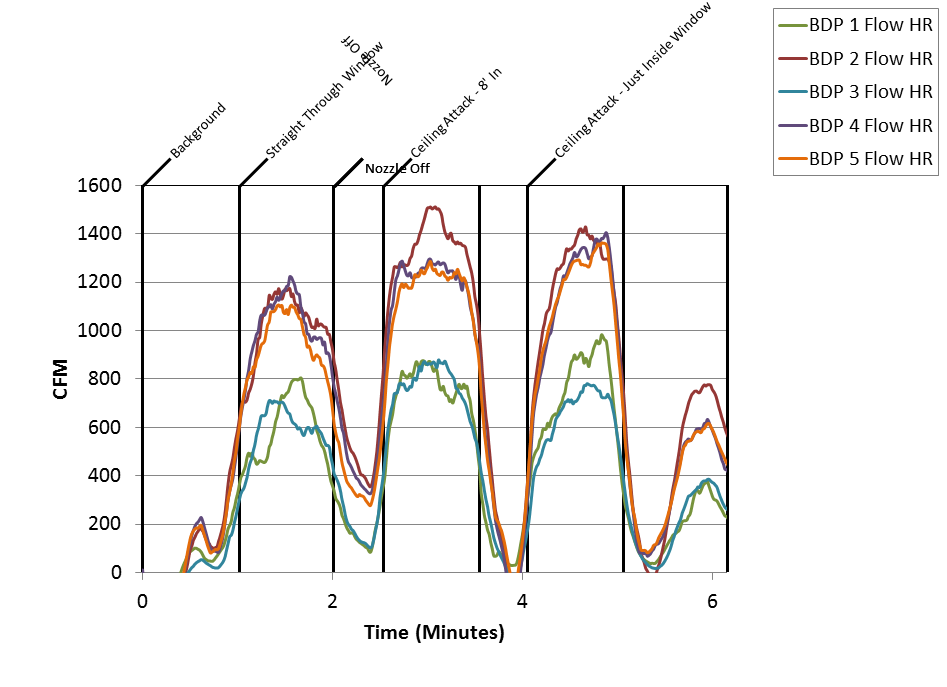 BDP 1 Flow HR
BDP 2 Flow HR
BDP 3 Flow HR
BDP 4 Flow HR
BDP 5 Flow HR
Background
Straight Through Window
Nozzle Off
Ceiling Attack - 8' In
Ceiling Attack - Just Inside Window
Nozzle Off
1600
1400
1200
1000
800
600
400
200
0
CFM
0 2 4 6
Time (Minutes)